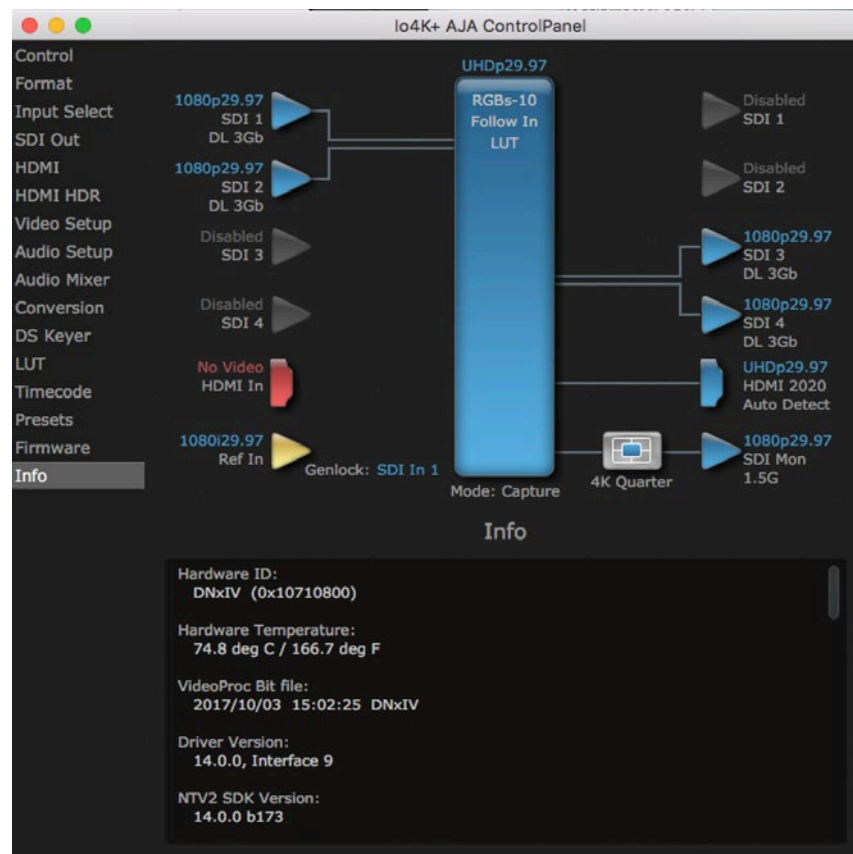 Io4K+ AJA ControlPanel
Control
Format
Input Select
SDI Out
HDMI
HDMI HDR
Video Setup
Audio Setup
Audio Mixer
Conversion
DS Keyer
LUT
Timecode
Presets
Firmware
Info
1080p29.97
SDI 1
DL 3Gb
1080p29.97
SDI 2
DL 3Gb
Disabled
SDI 3
Disabled
SDI 4
No Video
HDMI In
1080i29.97
Ref In
Genlock: SDI In 1
UHDp29.97
RGBs-10
Follow In
LUT
Mode: Capture
Disabled
SDI 1
Disabled
SDI 2
1080p29.97
SDI 3
DL 3Gb
1080p29.97
SDI 4
DL 3Gb
UHDp29.97
HDMI 2020
Auto Detect
4K Quarter
1080p29.97
SDI Mon
1.5G
Info
Hardware ID:
DNxIV (0x10710800)
Hardware Temperature:
74.8 deg C / 166.7 deg F
VideoProc Bit file:
2017/10/03 15:02:25 DNxIV
Driver Version:
14.0.0, Interface 9
NTV2 SDK Version:
14.0.0 b173